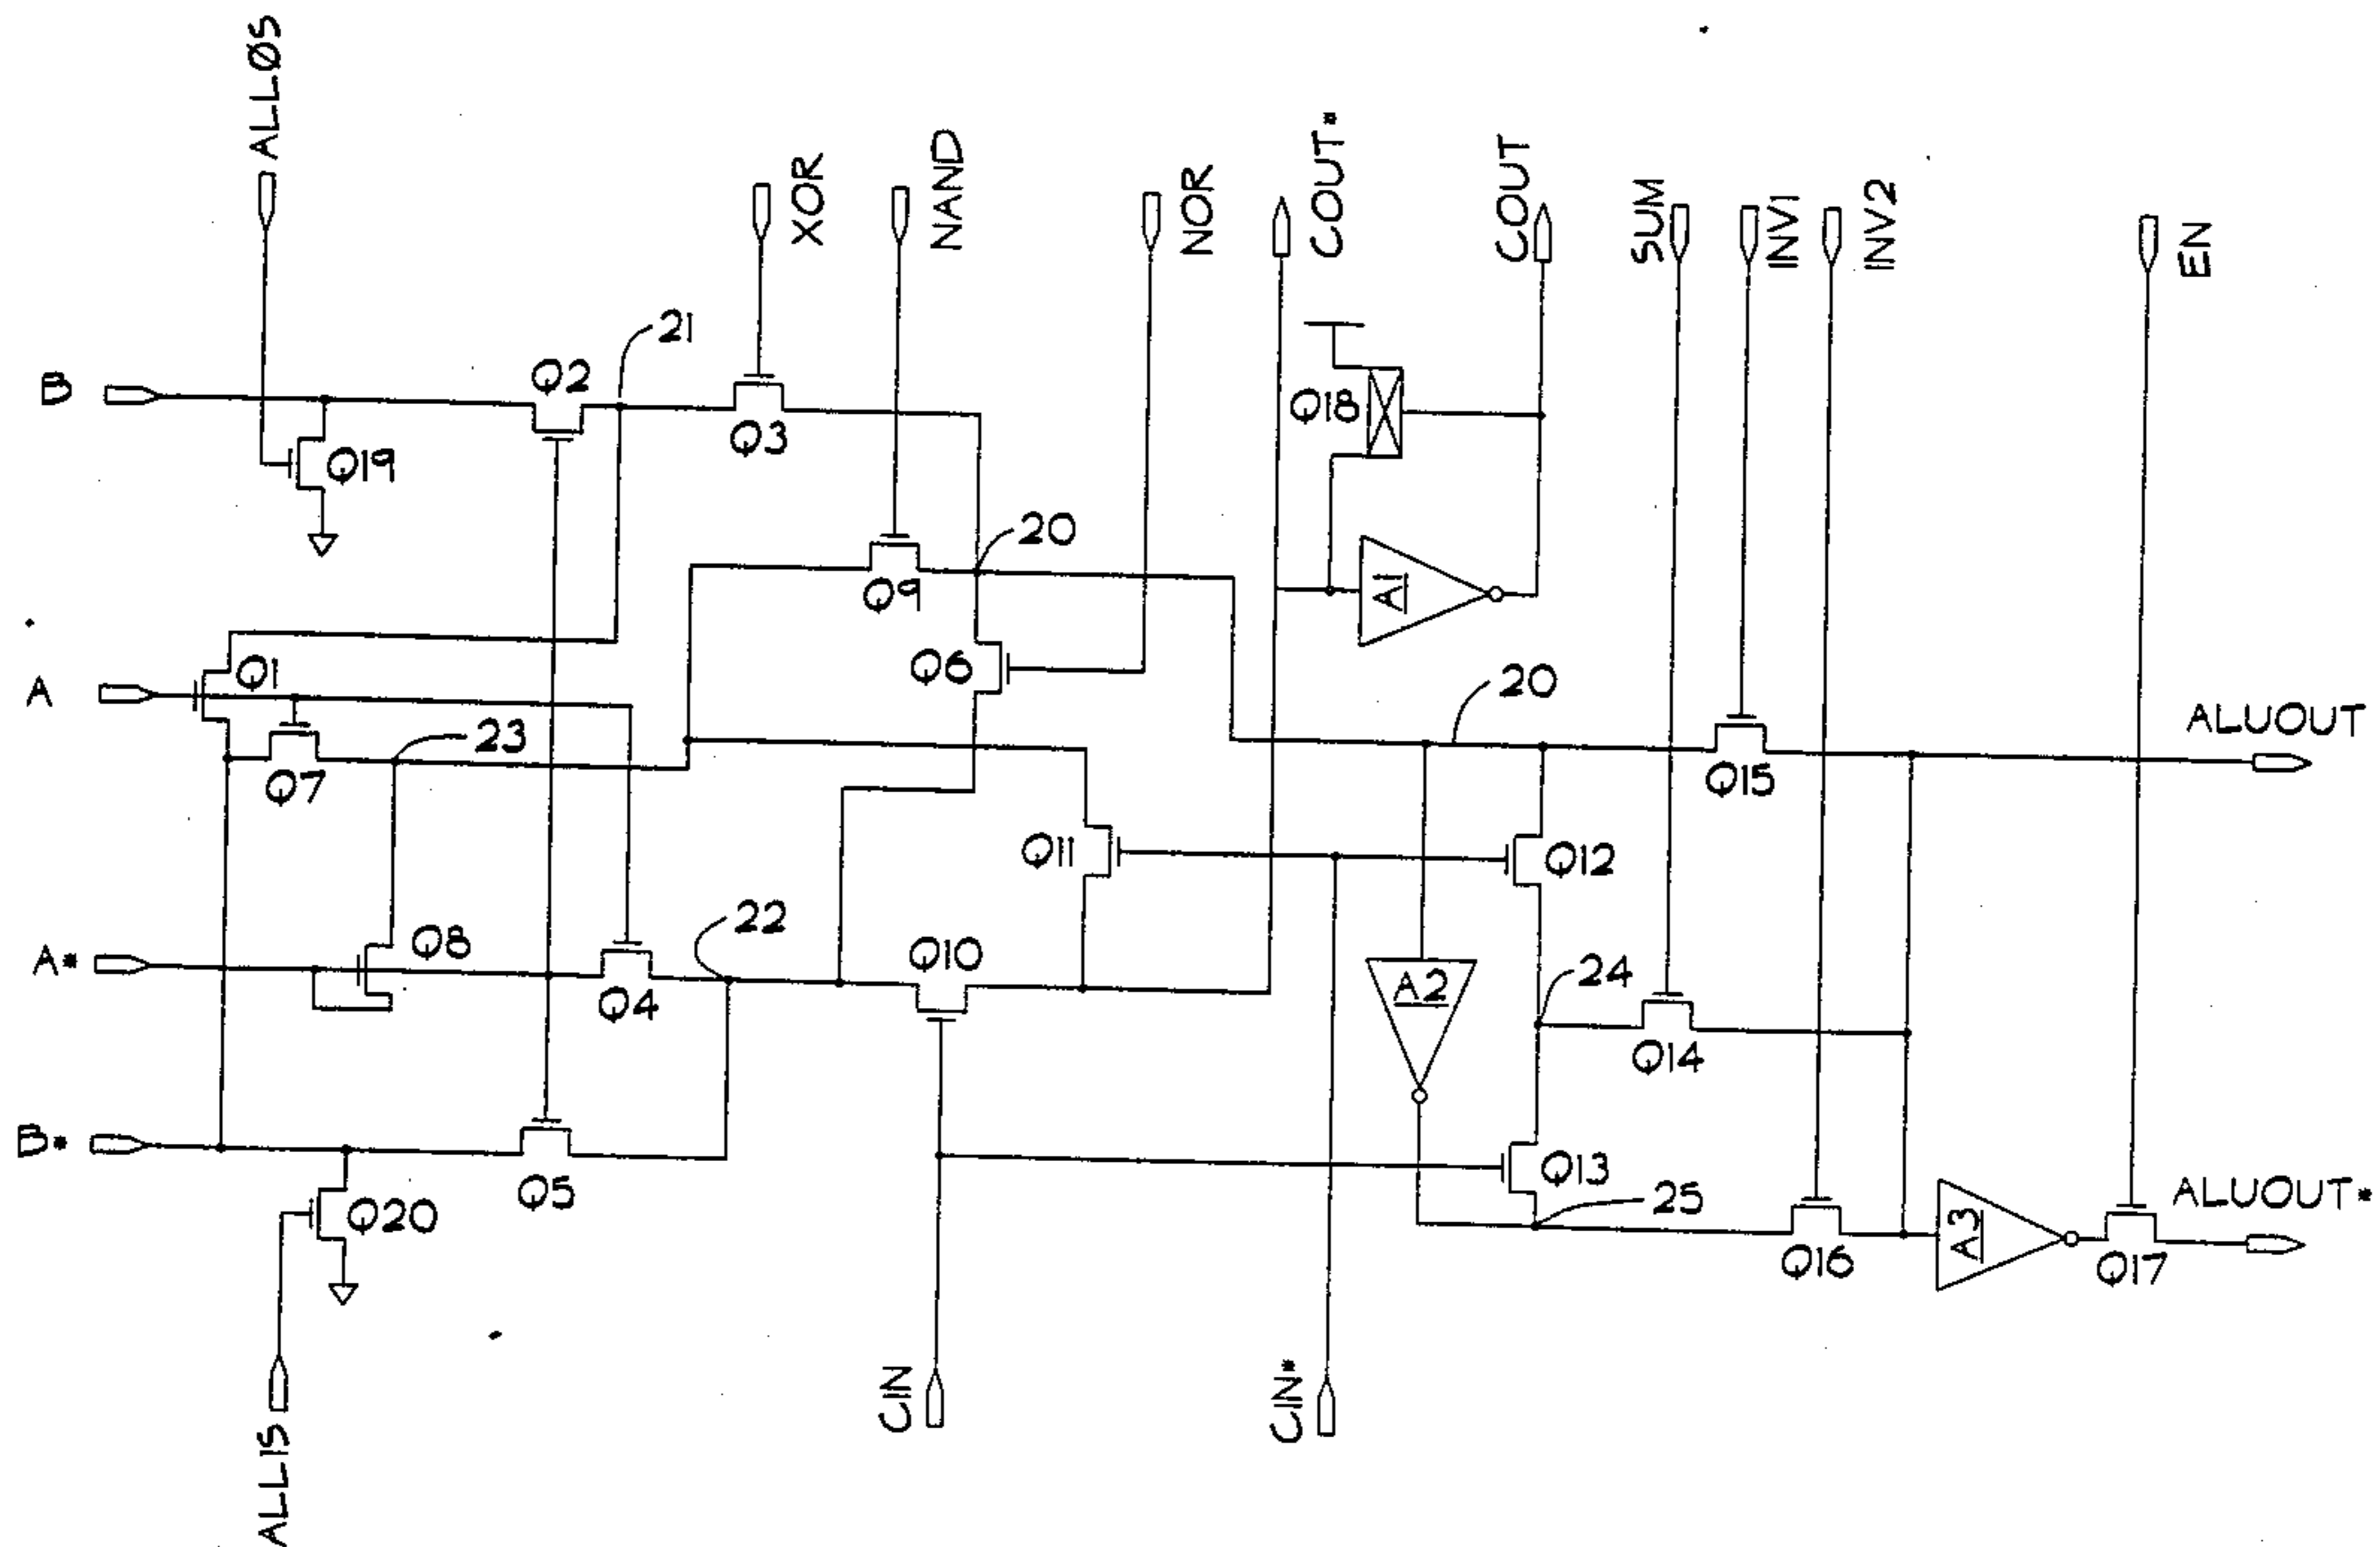 ALLØS
XOR
NAND
NOR
COUT*
COUT
SUM
INV1
INV2
EN
B
Q2
21
Q3
Q18
Q19
20
Q9
A1
Q6
A
Q1
23
Q7
20
ALUOUT
Q15
Q11
Q12
A*
Q8
22
Q10
Q4
A2
24
Q14
B*
Q5
Q13
25
Q20
ALUOUT*
A3
Q16
Q17
CIN
CIN*
ALL1S